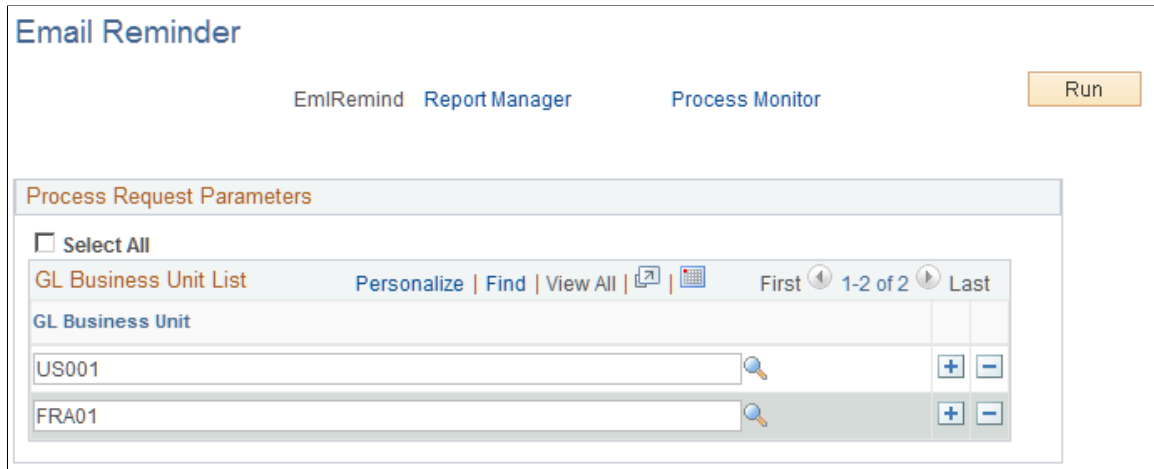 Email Reminder
EmlRemind Report Manager Process Monitor Run
Process Request Parameters
Select All
GL Business Unit List Personalize | Find | View All | | First 1-2 of 2 Last
GL Business Unit
US001
FRA01